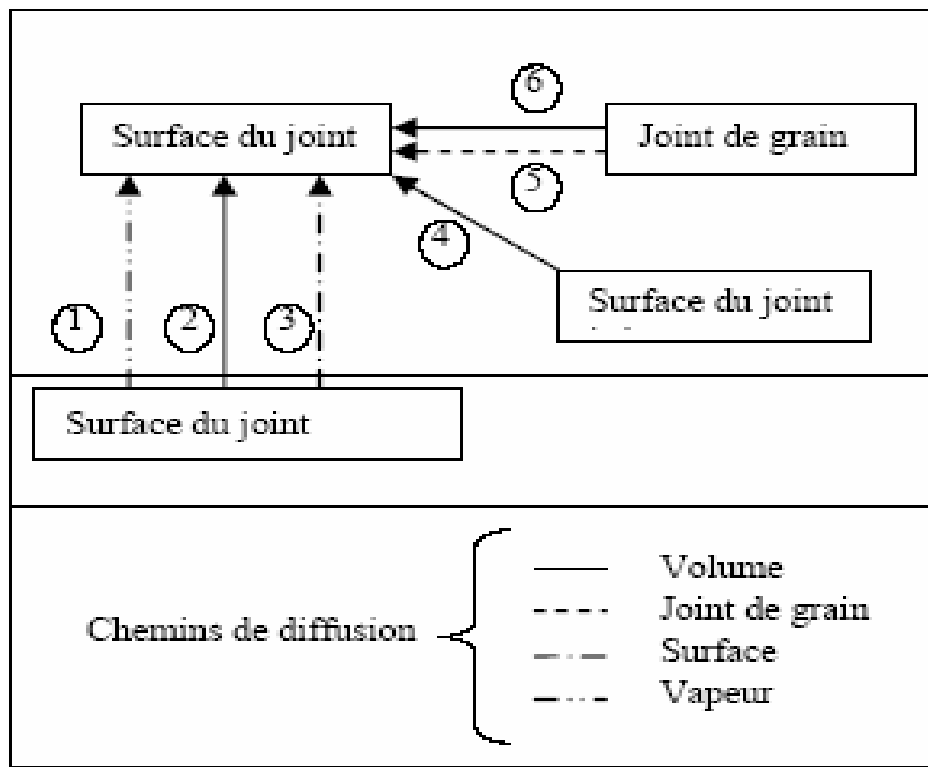 6
Surface du joint
Joint de grain
5
4
Surface du joint
1
2
3
Surface du joint
Chemins de diffusion
Volume
Joint de grain
Surface
Vapeur